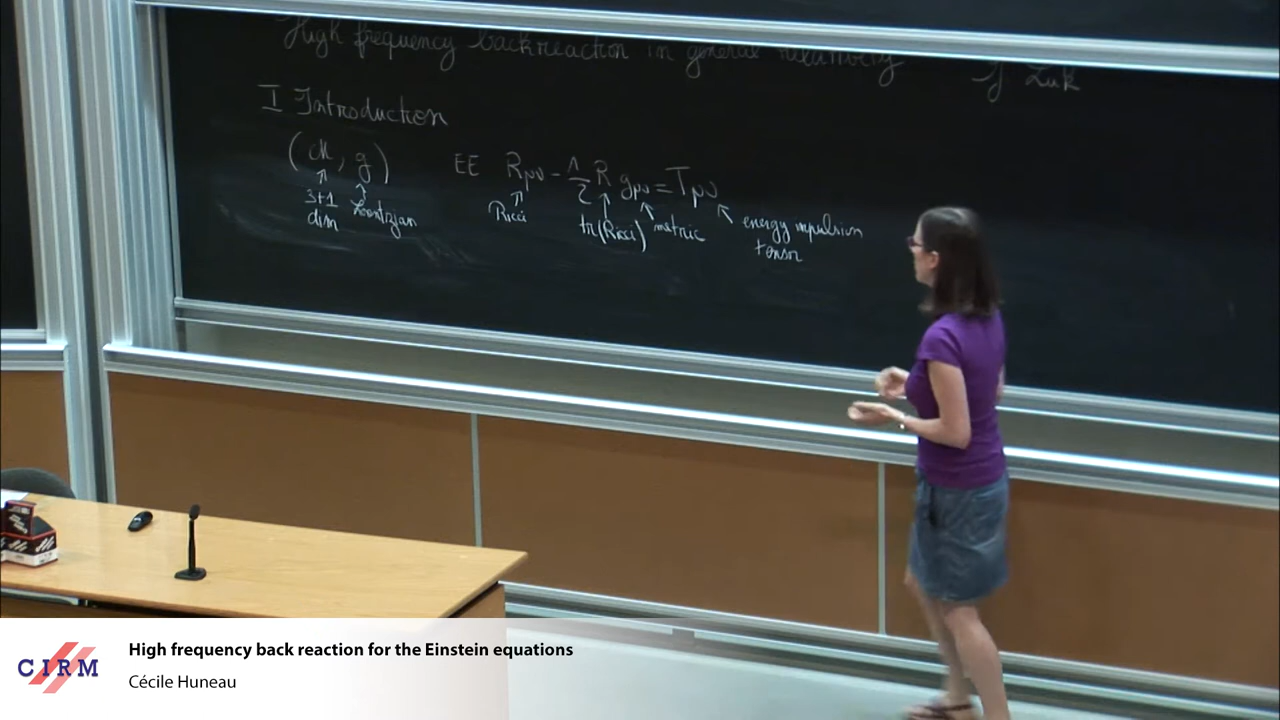 High frequency backreaction in general relativity
J Luk
I Introduction
(M, g)
3+1 dim
Lorentzian
EE Rμν - 1/2 R gμν = Tμν
Ricci
tr(Ricci)
metric
energy impulsion
tensor
CIRM
High frequency back reaction for the Einstein equations
Cécile Huneau